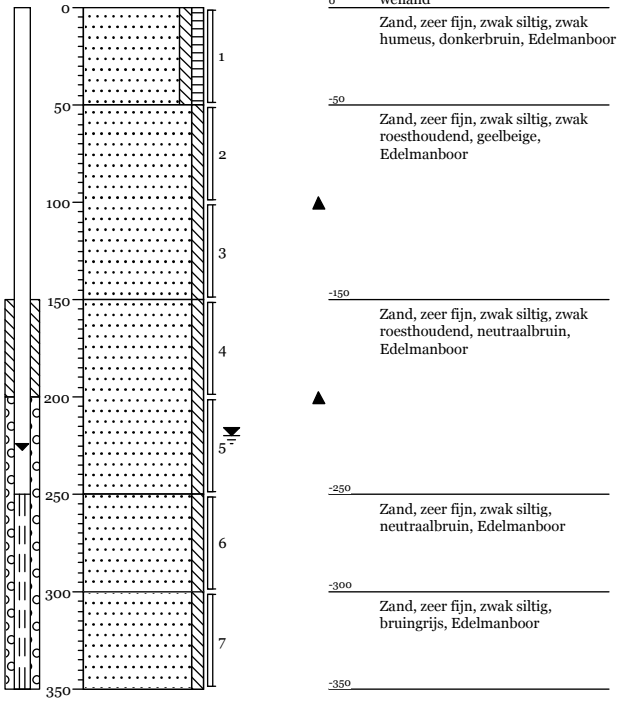 0
50
100
150
200
250
300
350
1
2
3
4
5
6
7
0
weiland
Zand, zeer fijn, zwak siltig, zwak
humeus, donkerbruin, Edelmanboor
-50
Zand, zeer fijn, zwak siltig, zwak
roesthoudend, geelbeige,
Edelmanboor
-150
Zand, zeer fijn, zwak siltig, zwak
roesthoudend, neutraalbruin,
Edelmanboor
-250
Zand, zeer fijn, zwak siltig,
neutraalbruin, Edelmanboor
-300
Zand, zeer fijn, zwak siltig,
bruingrijs, Edelmanboor
-350